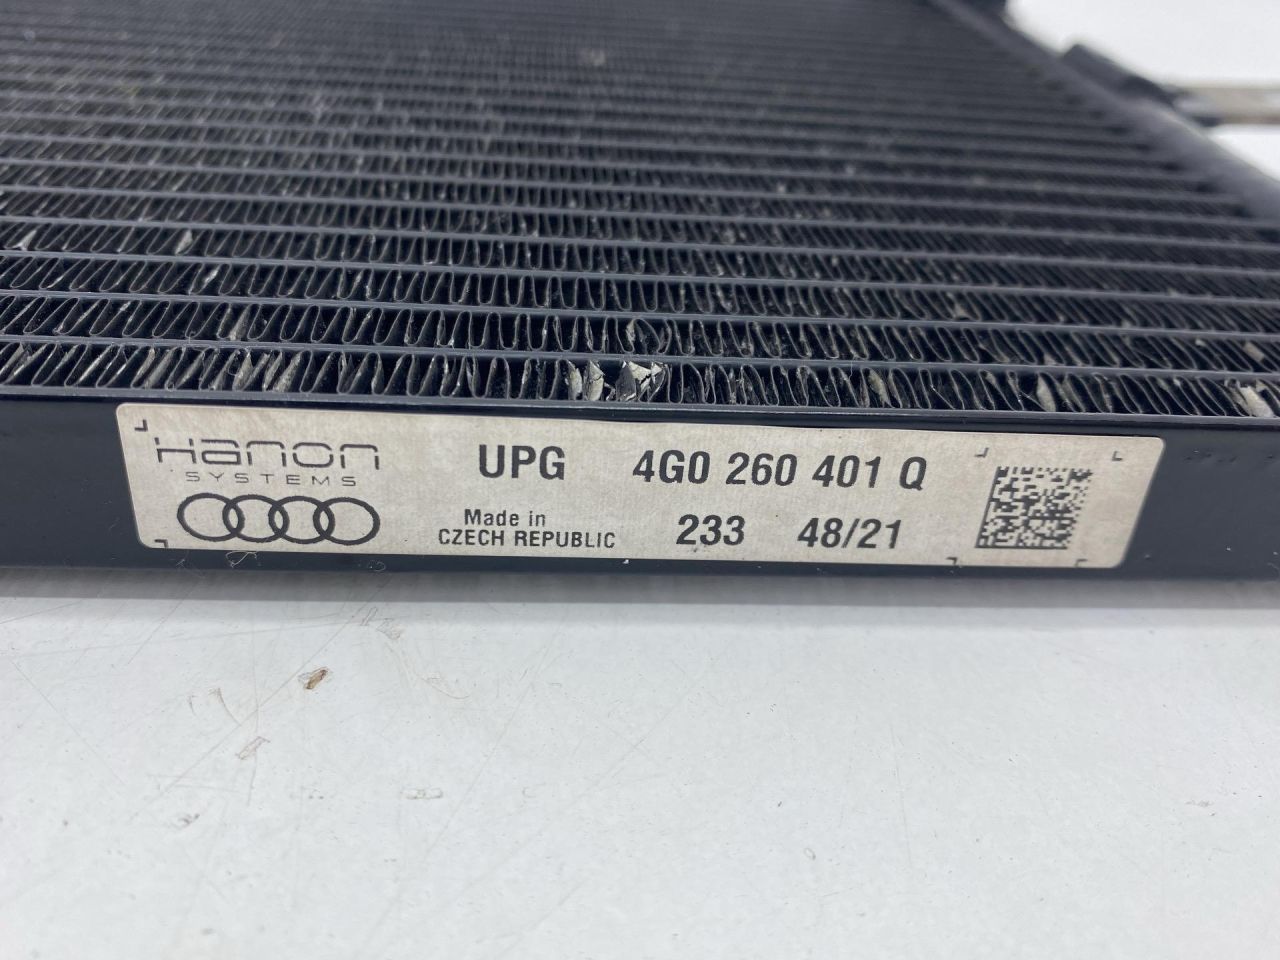 Hanon
SYSTEMS
UPG 4G0 260 401 Q
Made in
CZECH REPUBLIC
233 48/21